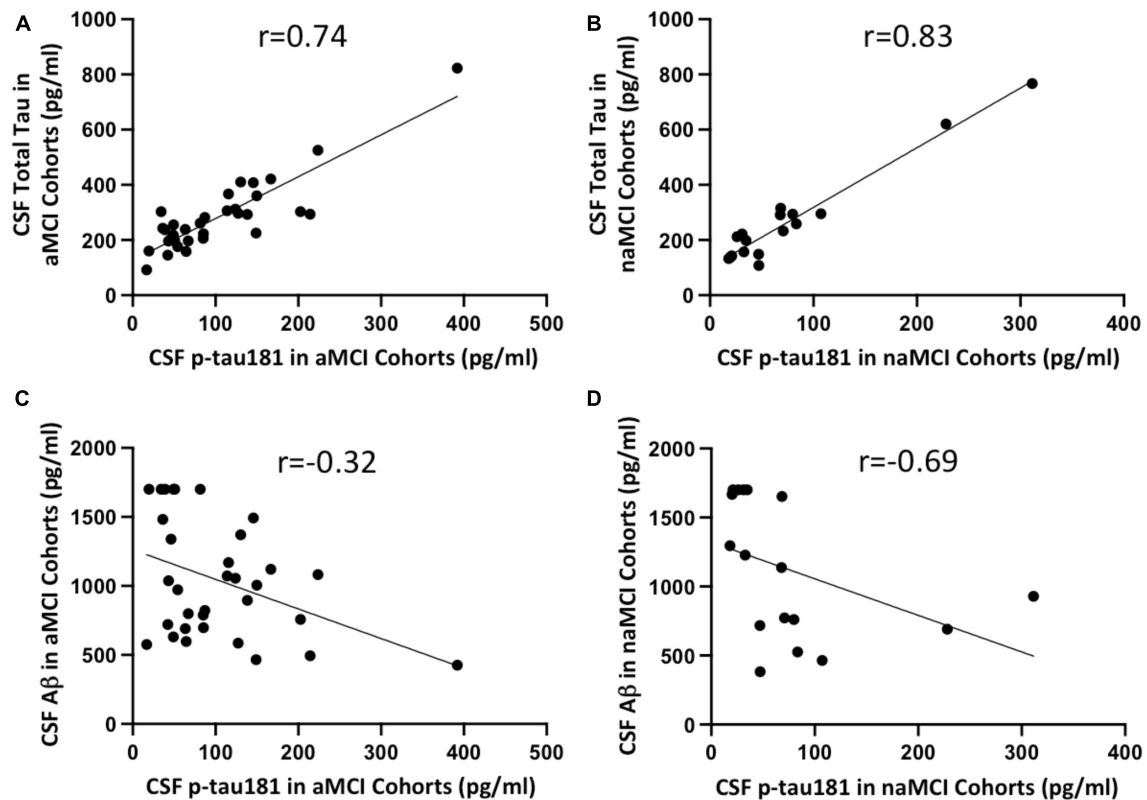 A
r=0.74
CSF Total Tau in
aMCI Cohorts (pg/ml)
1000
800
600
400
200
0
0 100 200 300 400 500
CSF p-tau181 in aMCI Cohorts (pg/ml)
B
r=0.83
CSF Total Tau in
naMCI Cohorts (pg/ml)
1000
800
600
400
200
0
0 100 200 300 400
CSF p-tau181 in naMCI Cohorts (pg/ml)
C
r=-0.32
CSF Aβ in aMCI Cohorts (pg/ml)
2000
1500
1000
500
0
0 100 200 300 400 500
CSF p-tau181 in aMCI Cohorts (pg/ml)
D
r=-0.69
CSF Aβ in naMCI Cohorts (pg/ml)
2000
1500
1000
500
0
0 100 200 300 400
CSF p-tau181 in naMCI Cohorts (pg/ml)